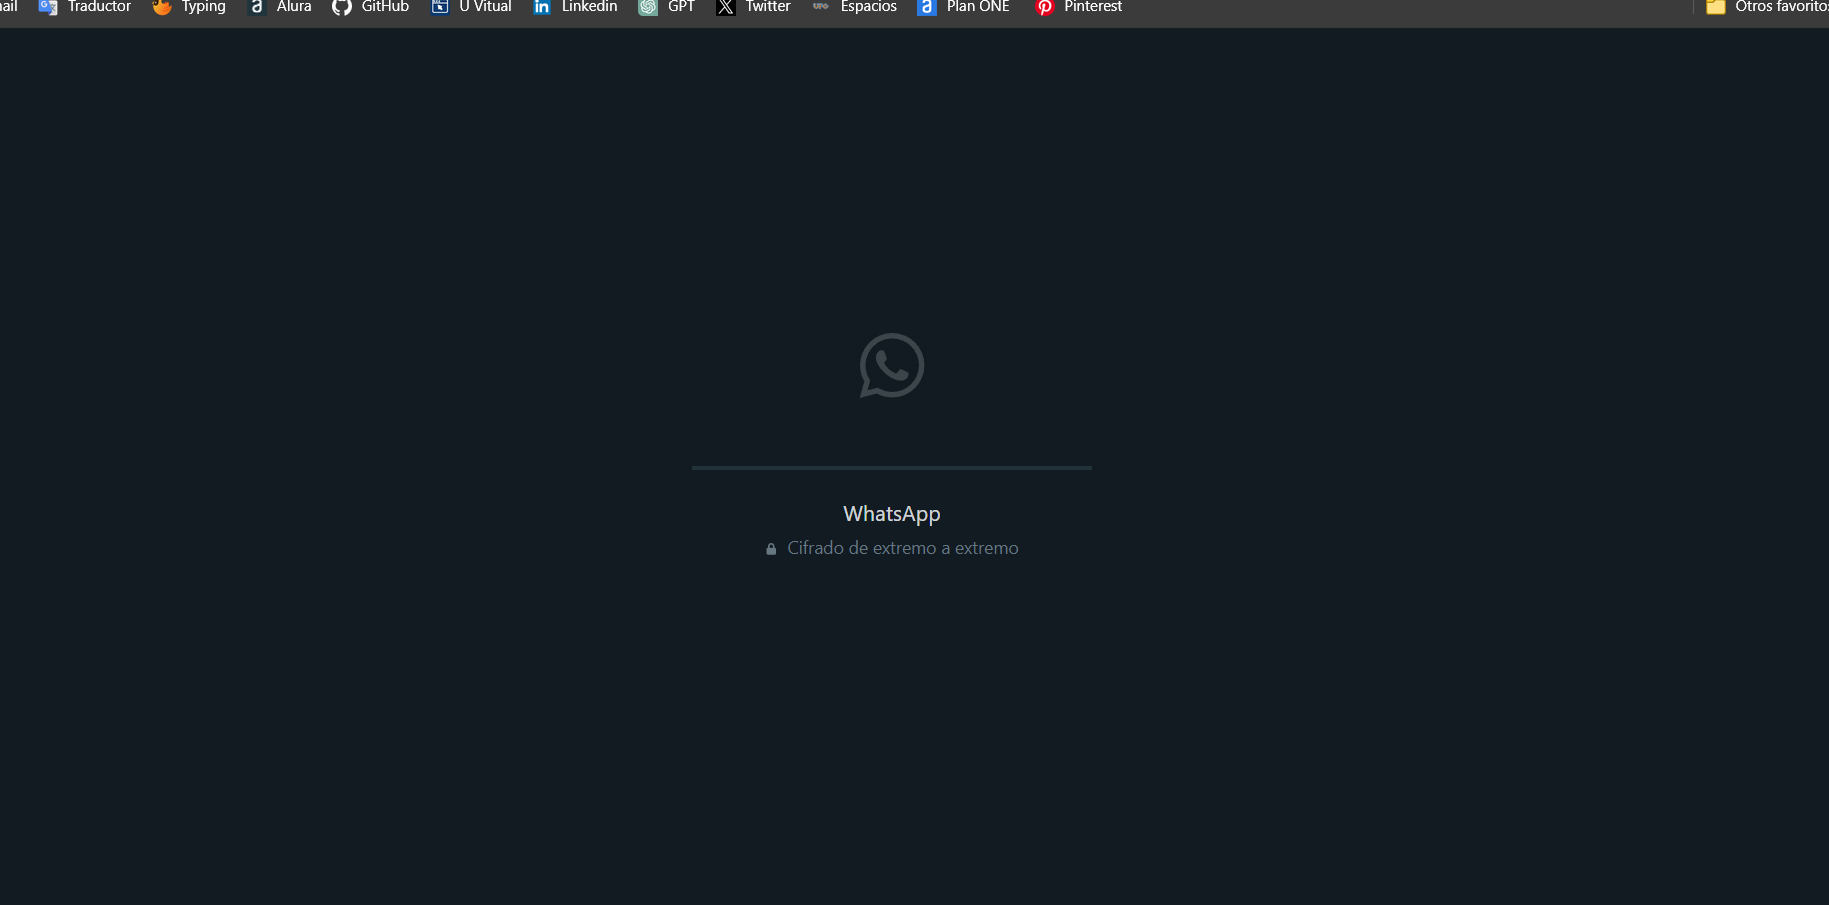 ail Traductor Typing Alura GitHub U Vitual Linkedin GPT Twitter Espacios Plan ONE Pinterest Otros favoritos
WhatsApp
Cifrado de extremo a extremo